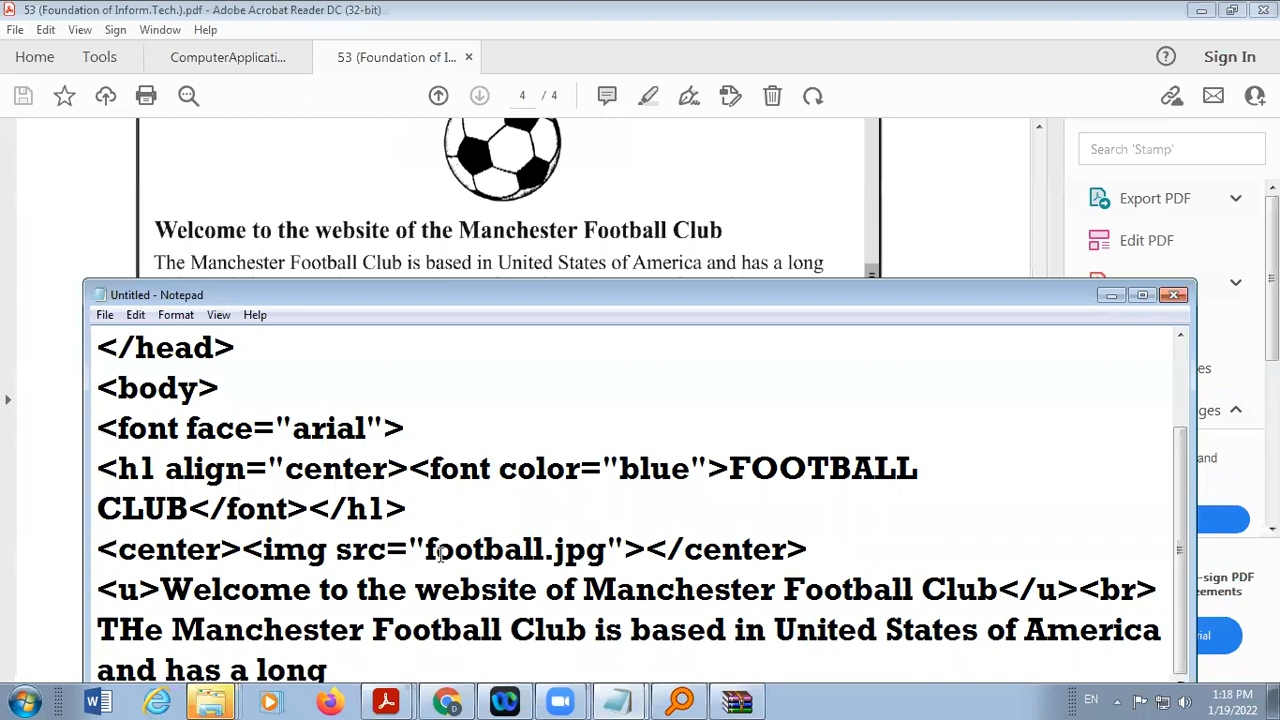 53 (Foundation of Inform.Tech.).pdf - Adobe Acrobat Reader DC (32-bit)
File Edit View Sign Window Help
Home Tools ComputerApplicati... 53 (Foundation of I... × Sign In
4 / 4
Search 'Stamp'
Export PDF
Edit PDF
Welcome to the website of the Manchester Football Club
The Manchester Football Club is based in United States of America and has a long
Untitled - Notepad
File Edit Format View Help
</head>
<body>
<font face="arial">
<h1 align="center><font color="blue">FOOTBALL
CLUB</font></h1>
<center><img src="football.jpg"></center>
<u>Welcome to the website of Manchester Football Club</u><br>
THe Manchester Football Club is based in United States of America
and has a long
EN
1:18 PM
1/19/2022